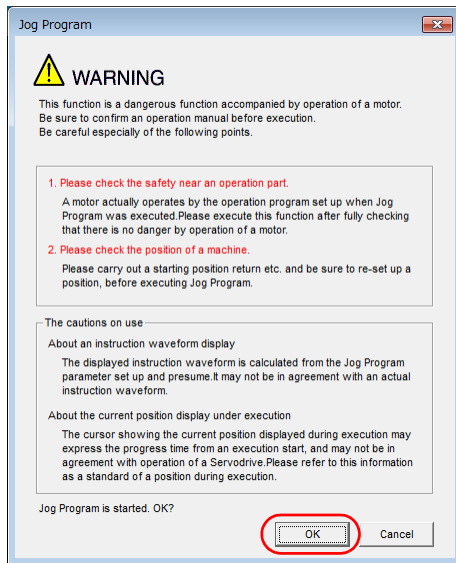 Jog Program
WARNING
This function is a dangerous function accompanied by operation of a motor.
Be sure to confirm an operation manual before execution.
Be careful especially of the following points.
1. Please check the safety near an operation part.
A motor actually operates by the operation program set up when Jog
Program was executed.Please execute this function after fully checking
that there is no danger by operation of a motor.
2. Please check the position of a machine.
Please carry out a starting position return etc. and be sure to re-set up a
position, before executing Jog Program.
The cautions on use
About an instruction waveform display
The displayed instruction waveform is calculated from the Jog Program
parameter set up and presume.It may not be in agreement with an actual
instruction waveform.
About the current position display under execution
The cursor showing the current position displayed during execution may
express the progress time from an execution start, and may not be in
agreement with operation of a Servodrive.Please refer to this information
as a standard of a position during execution.
Jog Program is started. OK?
OK Cancel